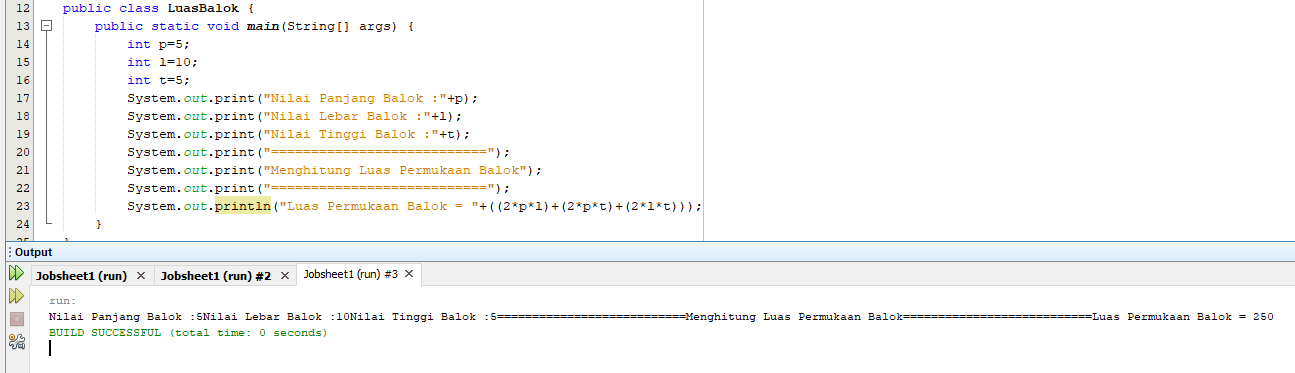 12 public class LuasBalok {
13 public static void main(String[] args) {
14 int p=5;
15 int l=10;
16 int t=5;
17 System.out.print("Nilai Panjang Balok :"+p);
18 System.out.print("Nilai Lebar Balok :"+l);
19 System.out.print("Nilai Tinggi Balok :"+t);
20 System.out.print("===========================");
21 System.out.print("Menghitung Luas Permukaan Balok");
22 System.out.print("===========================");
23 System.out.println("Luas Permukaan Balok = "+((2*p*l)+(2*p*t)+(2*l*t)));
24 }
Output
Jobsheet1 (run) × Jobsheet1 (run) #2 × Jobsheet1 (run) #3 ×
run:
Nilai Panjang Balok :5Nilai Lebar Balok :10Nilai Tinggi Balok :5===========================Menghitung Luas Permukaan Balok===========================Luas Permukaan Balok = 250
BUILD SUCCESSFUL (total time: 0 seconds)